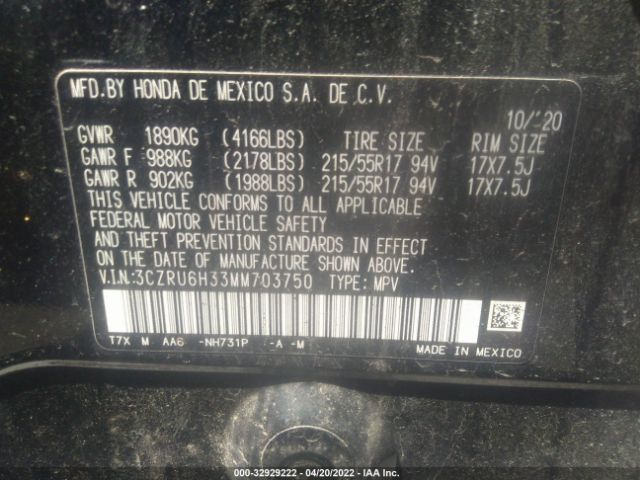 MFD.BY HONDA DE MEXICO S.A. DE C.V.
10/'20
GVWR 1890KG (4166LBS) TIRE SIZE RIM SIZE
GAWR F 988KG (2178LBS) 215/55R17 94V 17X7.5J
GAWR R 902KG (1988LBS) 215/55R17 94V 17X7.5J
THIS VEHICLE CONFORMS TO ALL APPLICABLE
FEDERAL MOTOR VEHICLE SAFETY
AND THEFT PREVENTION STANDARDS IN EFFECT
ON THE DATE OF MANUFACTURE SHOWN ABOVE.
V.I.N:3CZRU6H33MM703750 TYPE: MPV
T7X M AA6 -NH731P -A -M MADE IN MEXICO
000-32929222 - 04/20/2022 - IAA Inc.